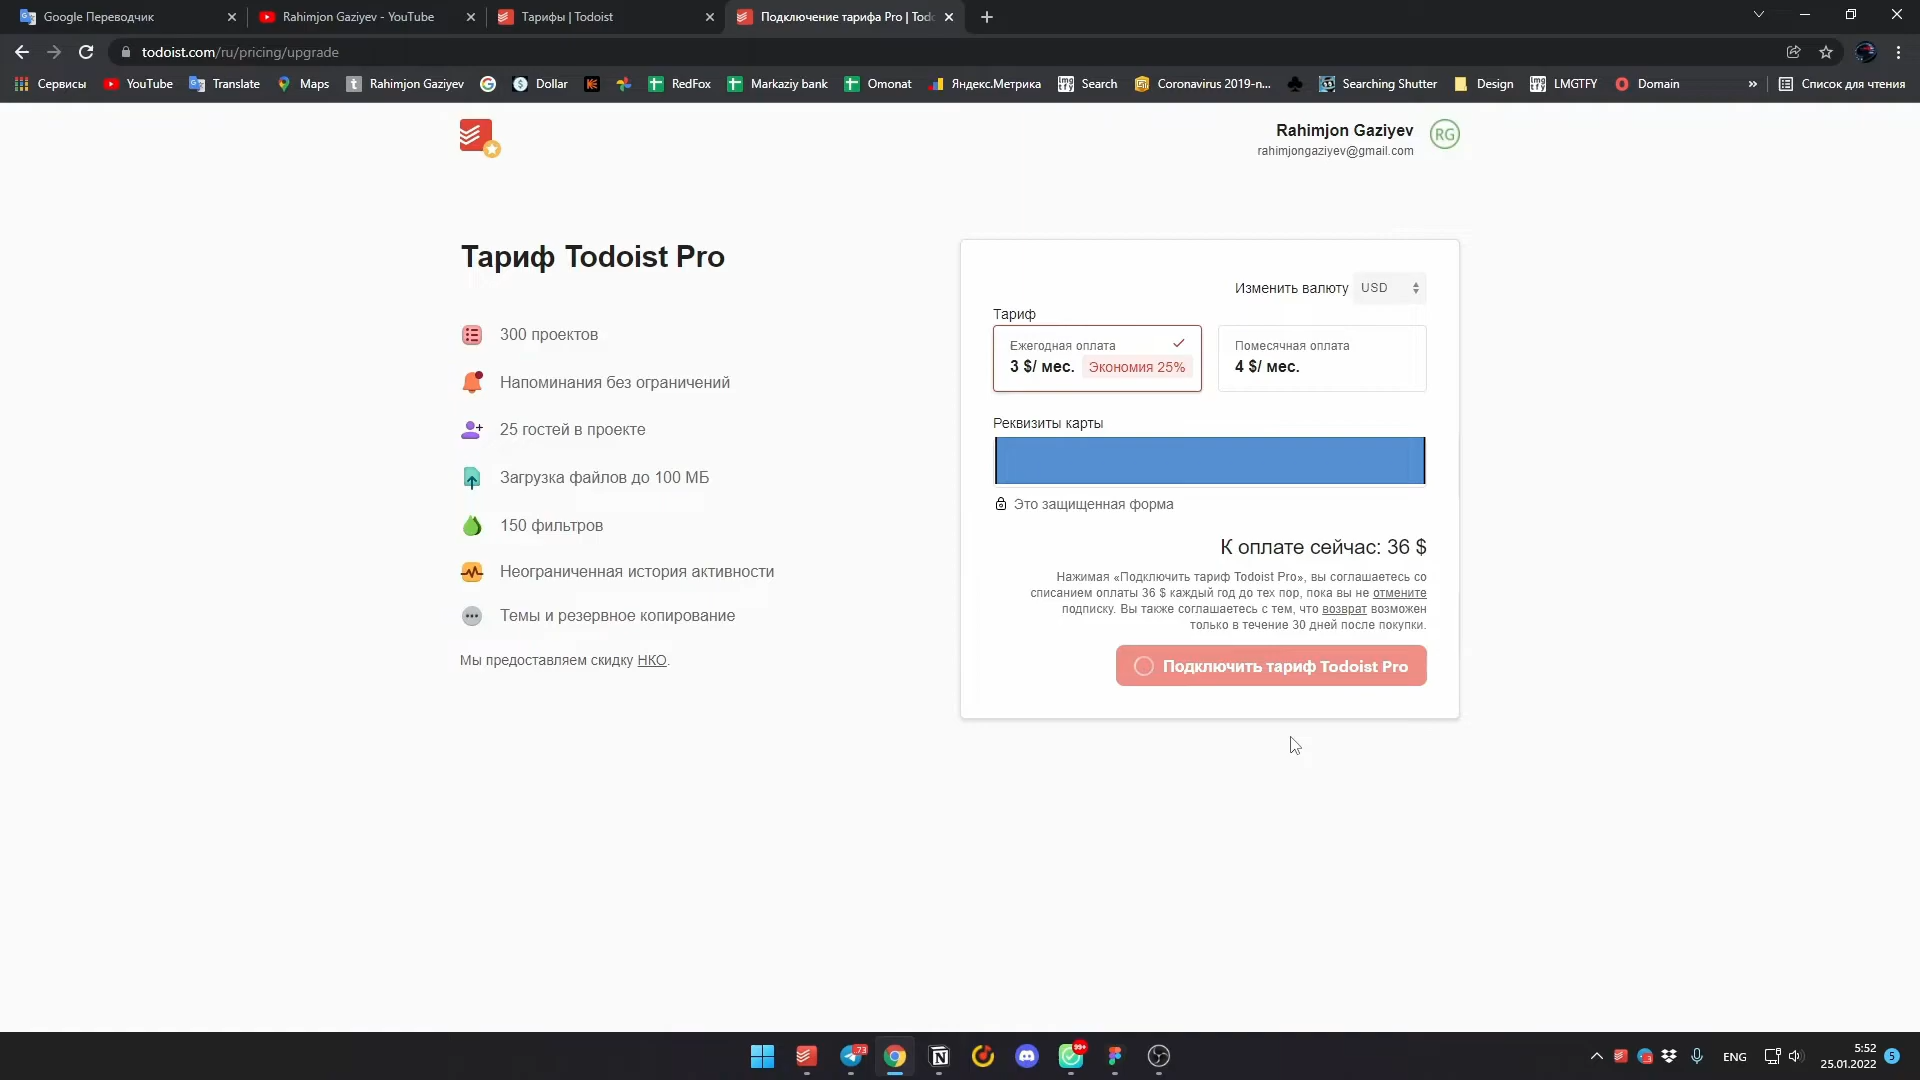 Google Переводчик
Rahimjon Gaziyev - YouTube
Тарифы | Todoist
Подключение тарифа Pro | Todo
todoist.com/ru/pricing/upgrade
Сервисы
YouTube
Translate
Maps
Rahimjon Gaziyev
Dollar
RedFox
Markaziy bank
Omonat
Яндекс.Метрика
Search
Coronavirus 2019-n...
Searching Shutter
Design
LMGTFY
Domain
Список для чтения
Rahimjon Gaziyev
rahimjongaziyev@gmail.com
RG
Тариф Todoist Pro
300 проектов
Напоминания без ограничений
25 гостей в проекте
Загрузка файлов до 100 МБ
150 фильтров
Неограниченная история активности
Темы и резервное копирование
Мы предоставляем скидку НКО.
Изменить валюту USD
Тариф
Ежегодная оплата
3 $/ мес. Экономия 25%
Помесячная оплата
4 $/ мес.
Реквизиты карты
Это защищенная форма
К оплате сейчас: 36 $
Нажимая «Подключить тариф Todoist Pro», вы соглашаетесь со
списанием оплаты 36 $ каждый год до тех пор, пока вы не отмените
подписку. Вы также соглашаетесь с тем, что возврат возможен
только в течение 30 дней после покупки.
Подключить тариф Todoist Pro
73
99+
ENG
5:52
25.01.2022
5